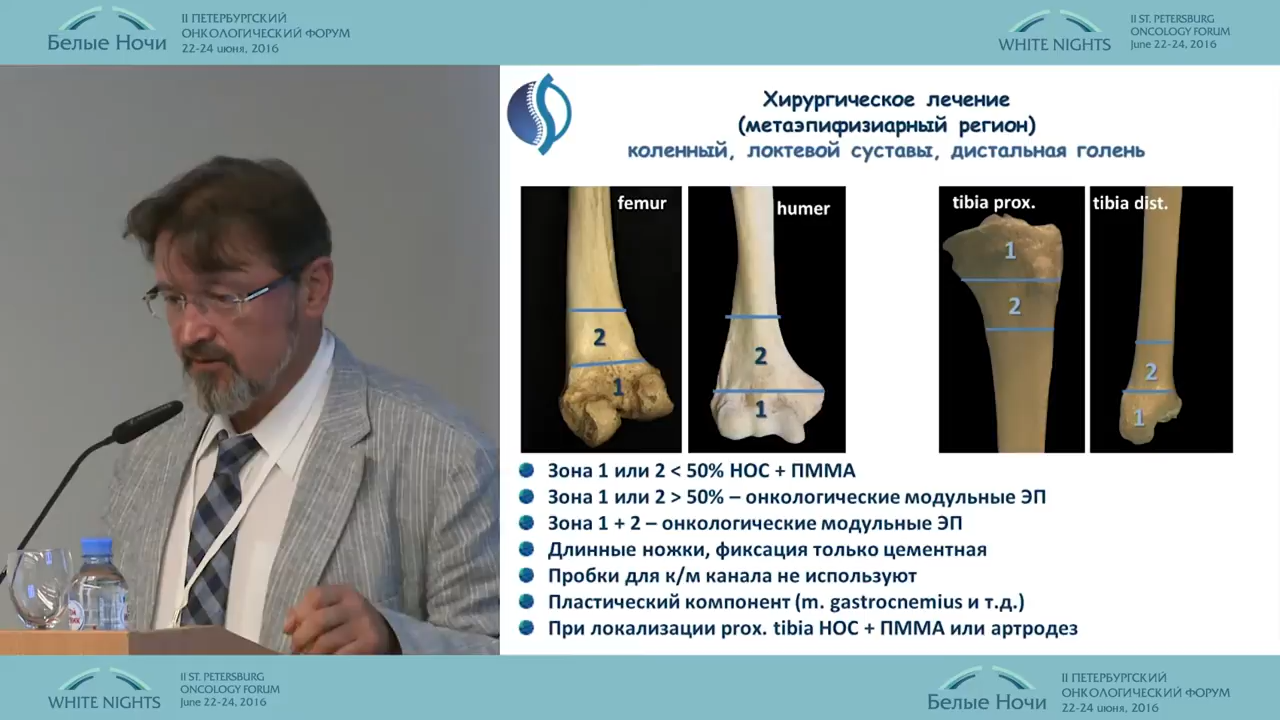 Белые Ночи
II ПЕТЕРБУРГСКИЙ
ОНКОЛОГИЧЕСКИЙ ФОРУМ
22-24 июня, 2016
WHITE NIGHTS
II ST. PETERSBURG
ONCOLOGY FORUM
June 22-24, 2016
Хирургическое лечение
(метаэпифизиарный регион)
коленный, локтевой суставы, дистальная голень
femur
2
1
humer
2
1
tibia prox.
1
2
tibia dist.
2
1
Зона 1 или 2 < 50% НОС + ПММА
Зона 1 или 2 > 50% – онкологические модульные ЭП
Зона 1 + 2 – онкологические модульные ЭП
Длинные ножки, фиксация только цементная
Пробки для к/м канала не используют
Пластический компонент (m. gastrocnemius и т.д.)
При локализации prox. tibia НОС + ПММА или артродез
WHITE NIGHTS
II ST. PETERSBURG
ONCOLOGY FORUM
June 22-24, 2016
Белые Ночи
II ПЕТЕРБУРГСКИЙ
ОНКОЛОГИЧЕСКИЙ ФОРУМ
22-24 июня, 2016